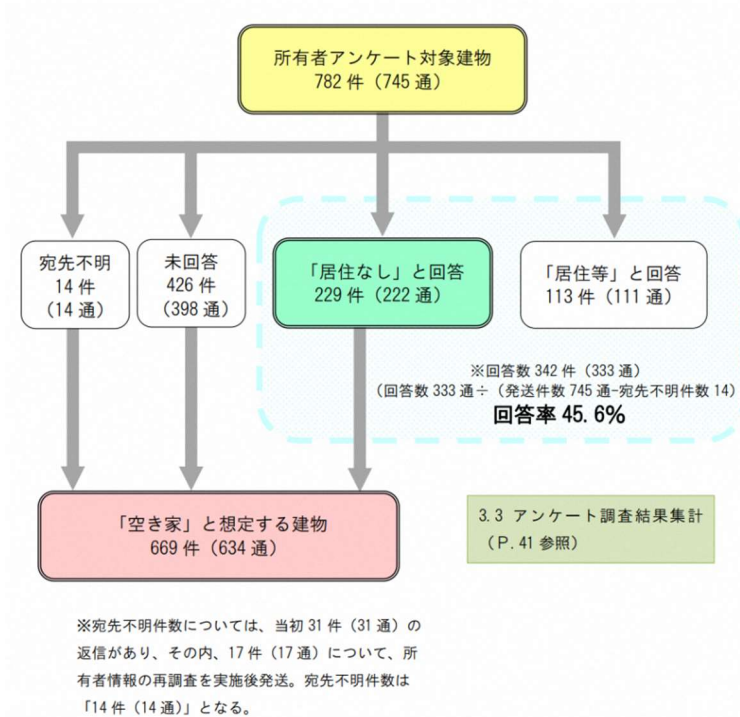 所有者アンケート対象建物
782 件（745 通）
宛先不明
14 件
（14 通）
未回答
426 件
（398 通）
「居住なし」と回答
229 件（222 通）
「居住等」と回答
113 件（111 通）
※回答数 342 件（333 通）
（回答数 333 通÷（発送件数 745 通-宛先不明件数 14）
回答率 45.6%
「空き家」と想定する建物
669 件（634 通）
3.3 アンケート調査結果集計
（P.41 参照）
※宛先不明件数については、当初 31 件（31 通）の
返信があり、その内、17 件（17 通）について、所
有者情報の再調査を実施後発送。宛先不明件数は
「14 件（14 通）」となる。